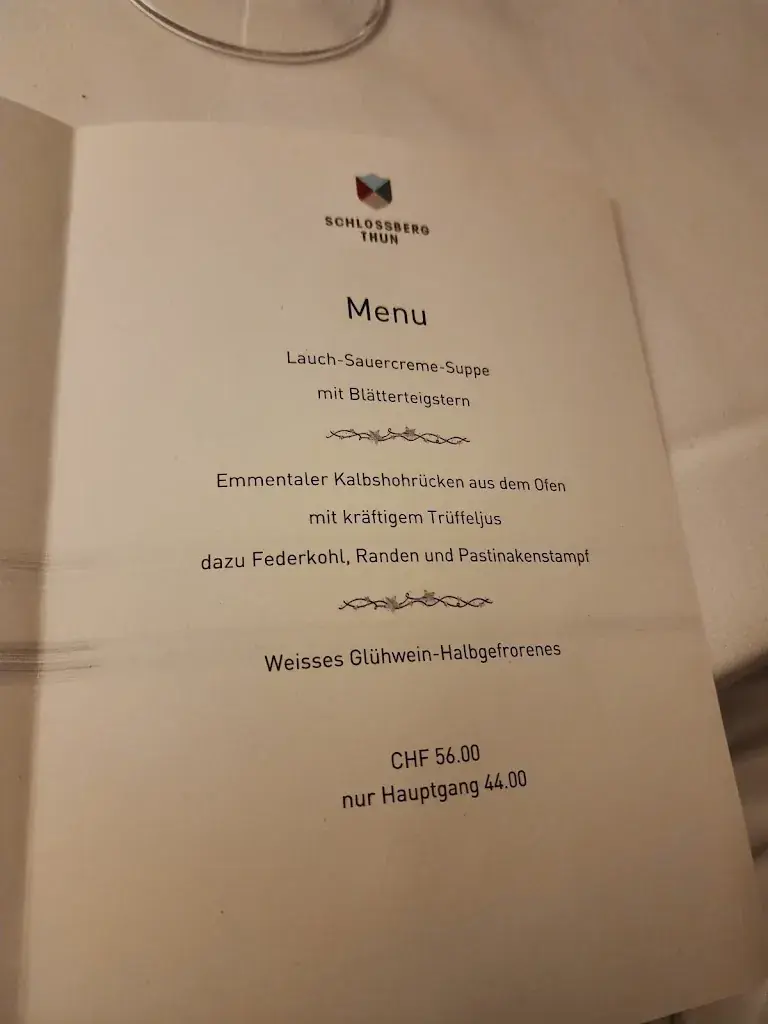 SCHLOSSBERG
THUN
Menu
Lauch-Sauercreme-Suppe
mit Blätterteigstern
Emmentaler Kalbshohrücken aus dem Ofen
mit kräftigem Trüffeljus
dazu Federkohl, Randen und Pastinakenstampf
Weisses Glühwein-Halbgefrorenes
CHF 56.00
nur Hauptgang 44.00